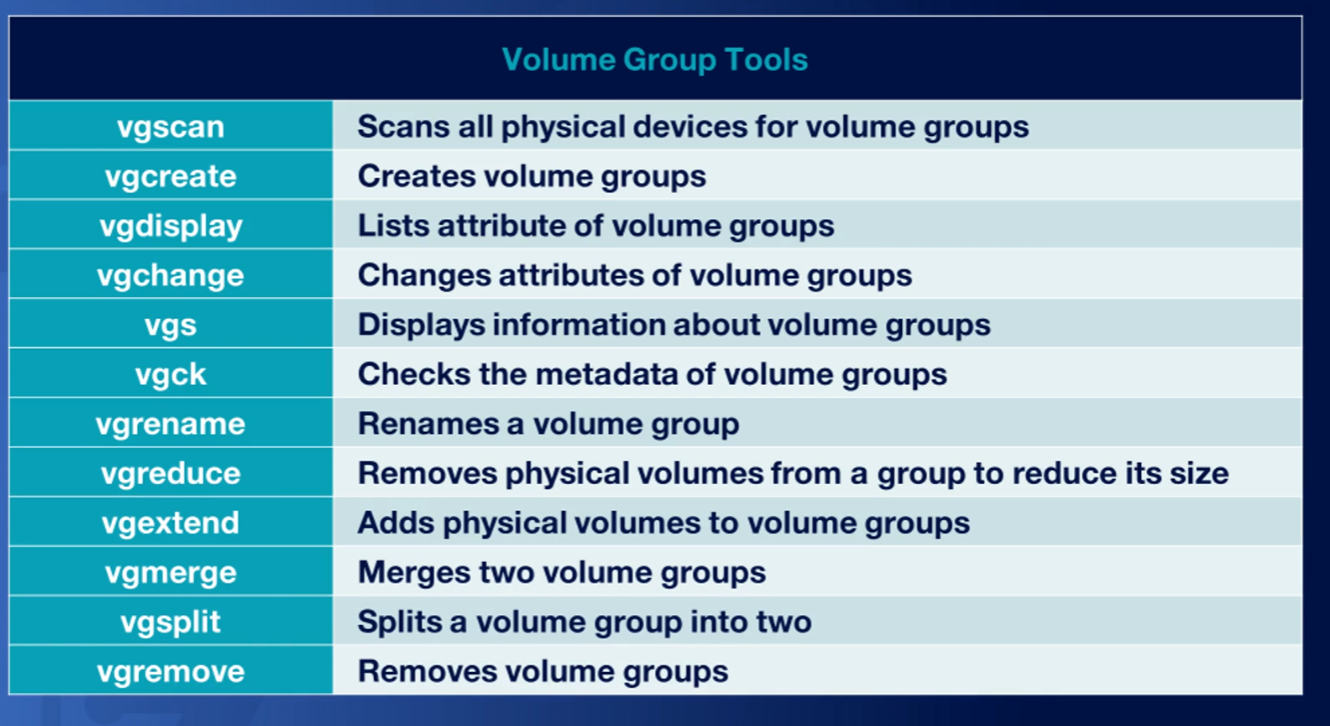 Volume Group Tools
vgscan Scans all physical devices for volume groups
vgcreate Creates volume groups
vgdisplay Lists attribute of volume groups
vgchange Changes attributes of volume groups
vgs Displays information about volume groups
vgck Checks the metadata of volume groups
vgrename Renames a volume group
vgreduce Removes physical volumes from a group to reduce its size
vgextend Adds physical volumes to volume groups
vgmerge Merges two volume groups
vgsplit Splits a volume group into two
vgremove Removes volume groups